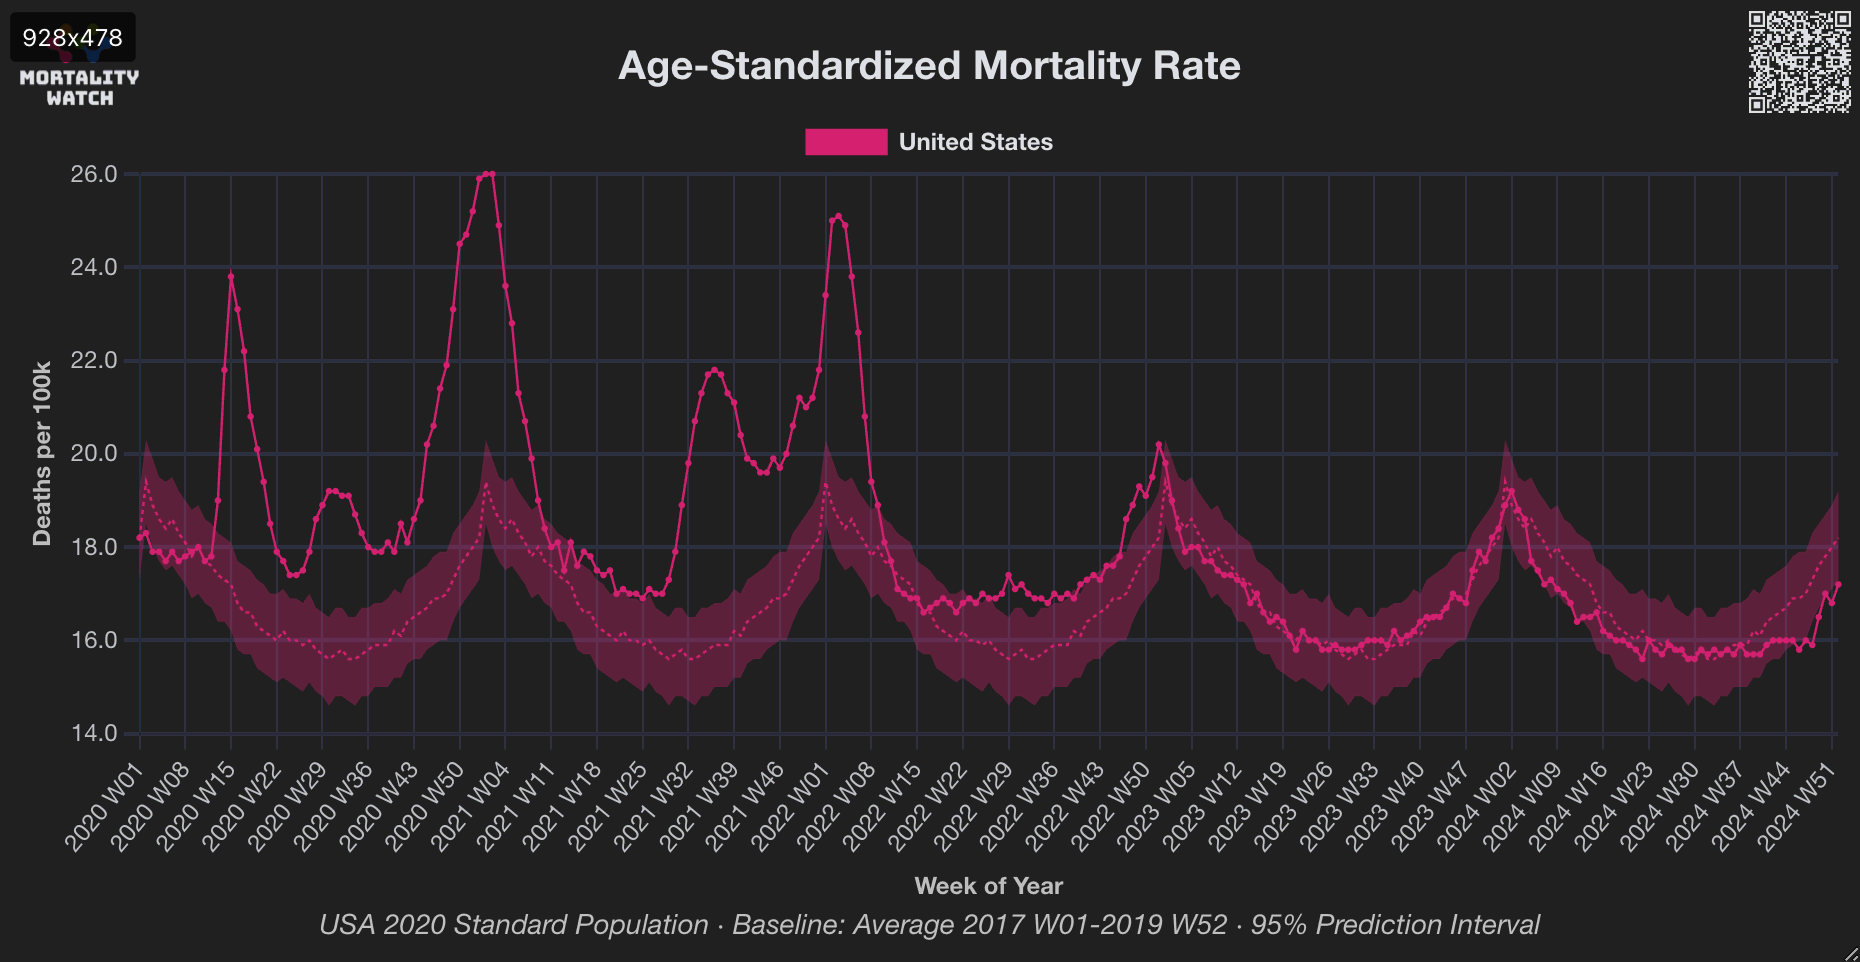 928x478
MORTALITY
WATCH
Age-Standardized Mortality Rate
United States
Deaths per 100k
26.0
24.0
22.0
20.0
18.0
16.0
14.0
2020 W01
2020 W08
2020 W15
2020 W22
2020 W29
2020 W36
2020 W43
2020 W50
2021 W04
2021 W11
2021 W18
2021 W25
2021 W32
2021 W39
2021 W46
2022 W01
2022 W08
2022 W15
2022 W22
2022 W29
2022 W36
2022 W43
2022 W50
2023 W05
2023 W12
2023 W19
2023 W26
2023 W33
2023 W40
2023 W47
2024 W02
2024 W09
2024 W16
2024 W23
2024 W30
2024 W37
2024 W44
2024 W51
Week of Year
USA 2020 Standard Population · Baseline: Average 2017 W01-2019 W52 · 95% Prediction Interval